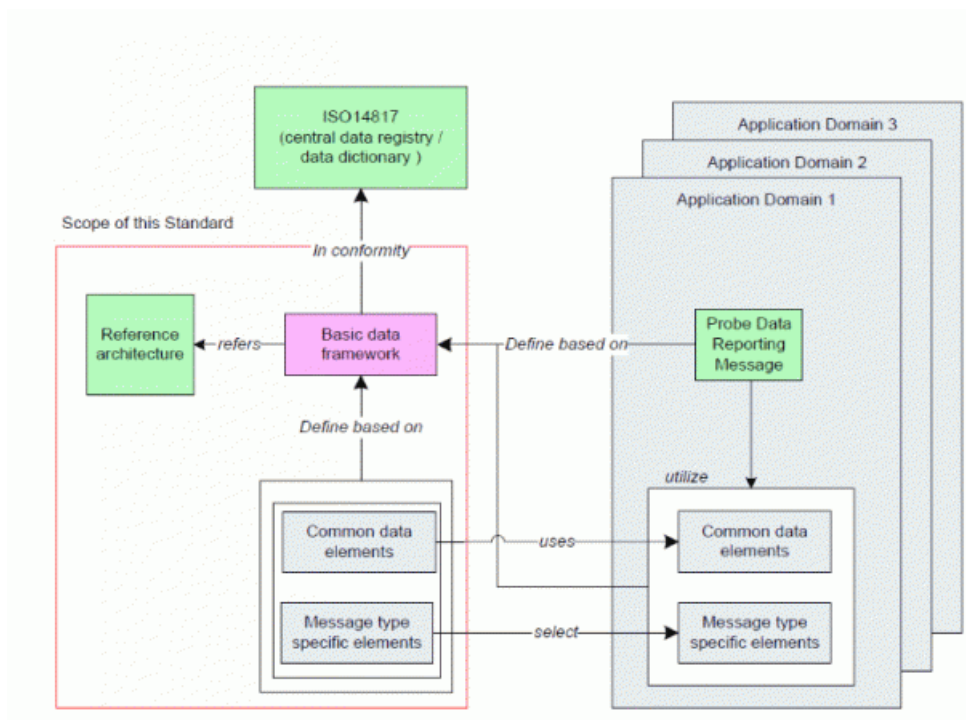 ISO14817
(central data registry /
data dictionary )
Application Domain 3
Application Domain 2
Application Domain 1
Scope of this Standard
In conformity
Reference
architecture
refers
Basic data
framework
Define based on
Probe Data
Reporting
Message
Define based on
utilize
Common data
elements
uses
Common data
elements
Message type
specific elements
select
Message type
specific elements